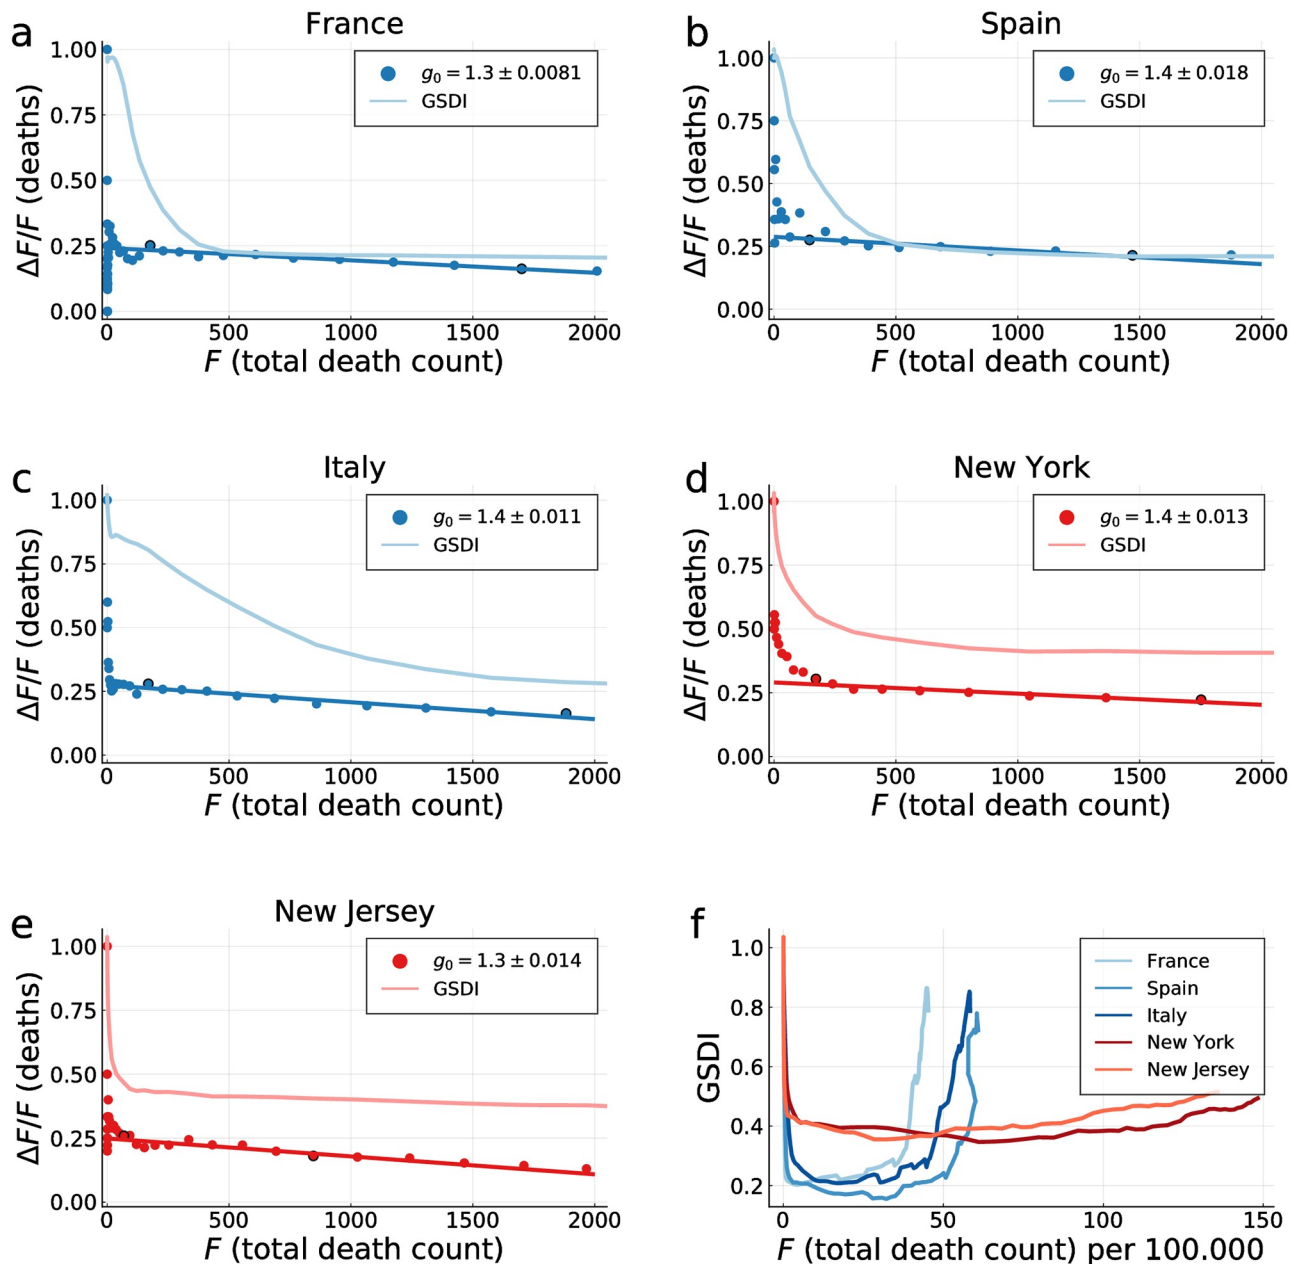 a
France
1.00
0.75
0.50
0.25
0.00
ΔF/F (deaths)
g₀ = 1.3 ± 0.0081
GSDI
0 500 1000 1500 2000
F (total death count)
b
Spain
1.00
0.75
0.50
0.25
0.00
ΔF/F (deaths)
g₀ = 1.4 ± 0.018
GSDI
0 500 1000 1500 2000
F (total death count)
c
Italy
1.00
0.75
0.50
0.25
0.00
ΔF/F (deaths)
g₀ = 1.4 ± 0.011
GSDI
0 500 1000 1500 2000
F (total death count)
d
New York
1.00
0.75
0.50
0.25
0.00
ΔF/F (deaths)
g₀ = 1.4 ± 0.013
GSDI
0 500 1000 1500 2000
F (total death count)
e
New Jersey
1.00
0.75
0.50
0.25
0.00
ΔF/F (deaths)
g₀ = 1.3 ± 0.014
GSDI
0 500 1000 1500 2000
F (total death count)
f
1.0
0.8
0.6
0.4
0.2
GSDI
France
Spain
Italy
New York
New Jersey
0 50 100 150
F (total death count) per 100.000